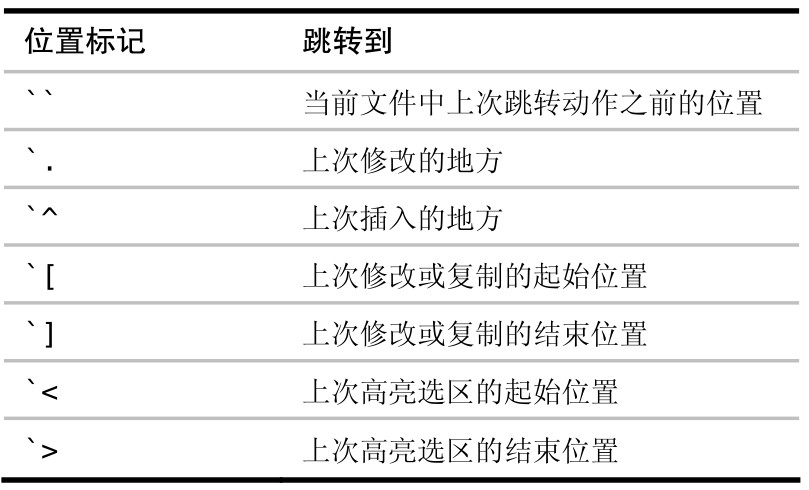 位置标记 跳转到
`` 当前文件中上次跳转动作之前的位置
`. 上次修改的地方
`^ 上次插入的地方
`[ 上次修改或复制的起始位置
`] 上次修改或复制的结束位置
`< 上次高亮选区的起始位置
`> 上次高亮选区的结束位置